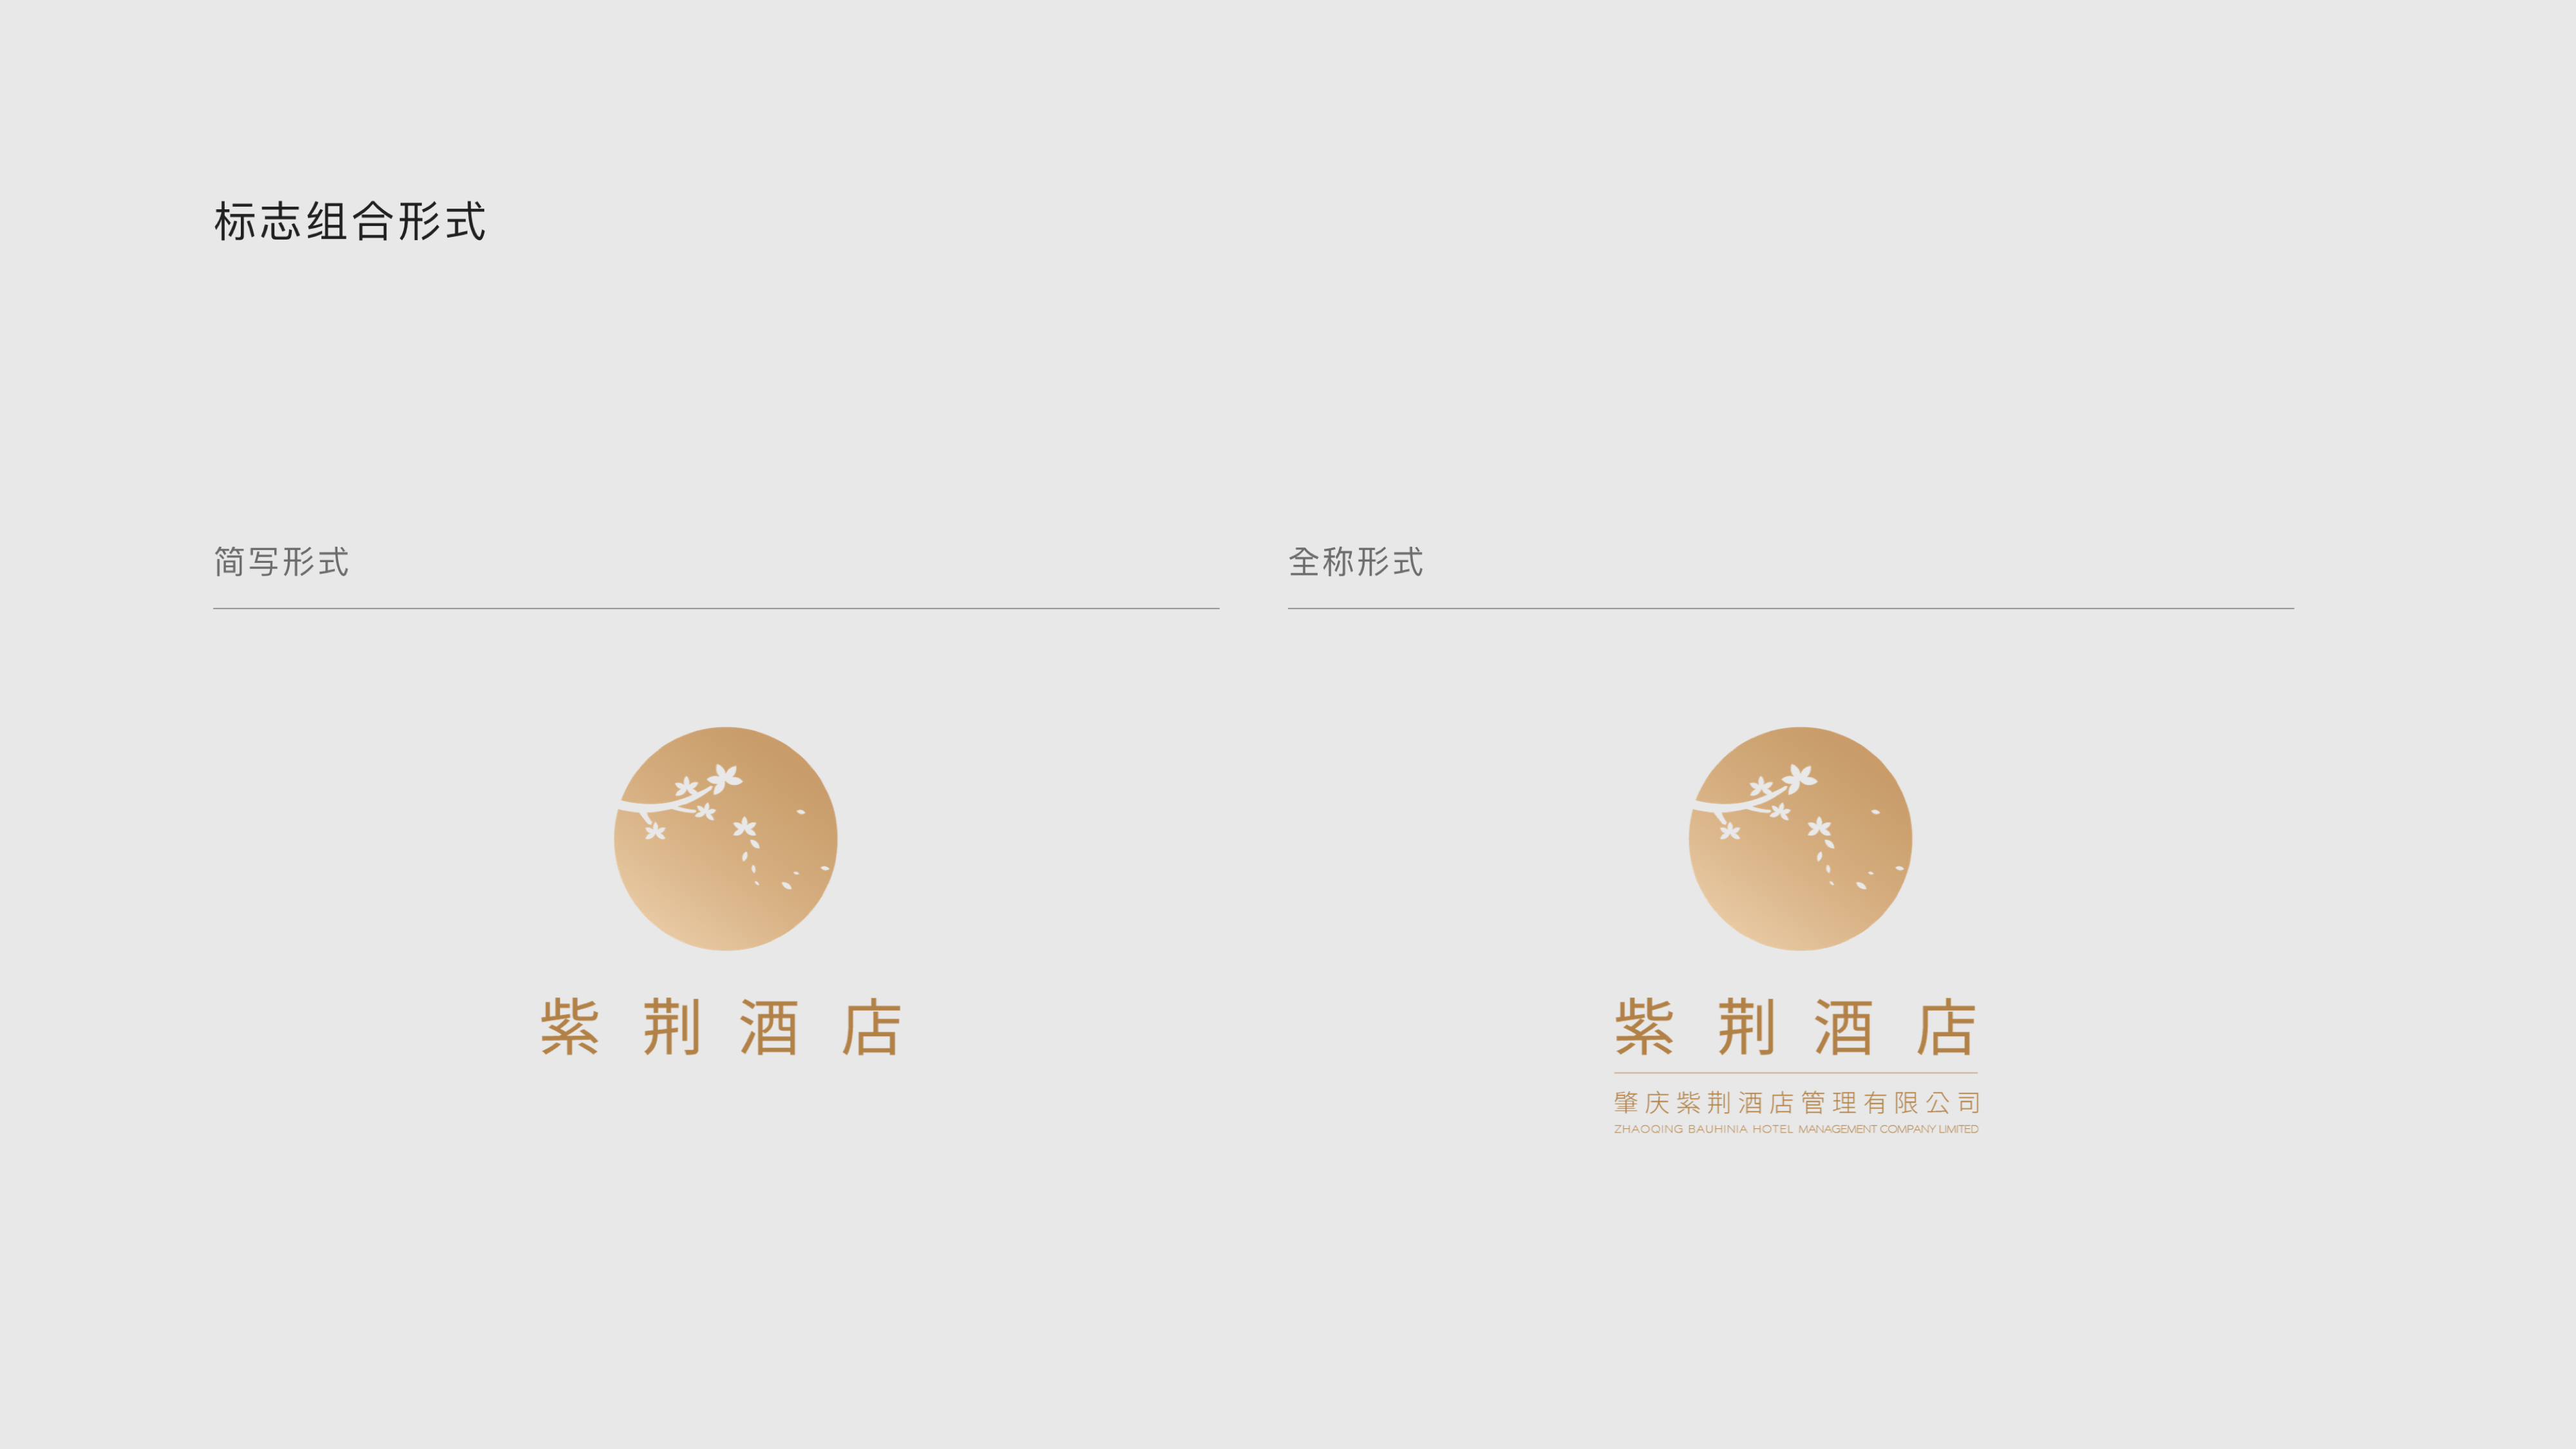 标志组合形式
简写形式
紫荆酒店
全称形式
紫荆酒店
肇庆紫荆酒店管理有限公司
ZHAOQING BAUHINIA HOTEL MANAGEMENT COMPANY LIMITED